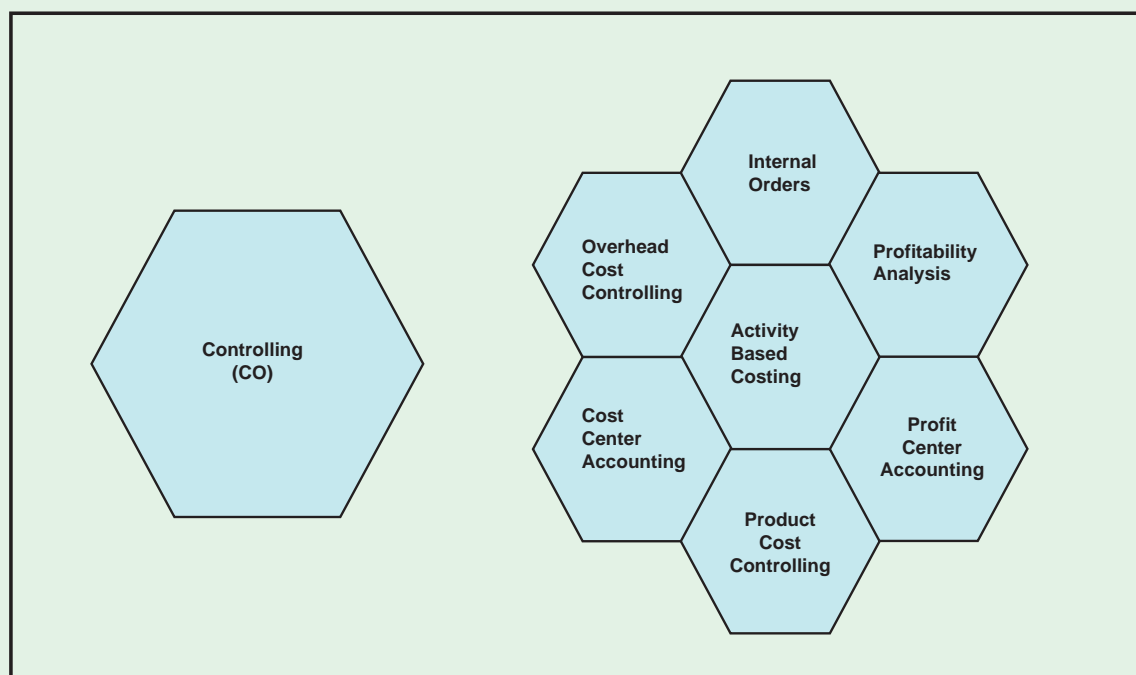 Controlling
(CO)
Internal
Orders
Overhead
Cost
Controlling
Profitability
Analysis
Activity
Based
Costing
Cost
Center
Accounting
Profit
Center
Accounting
Product
Cost
Controlling